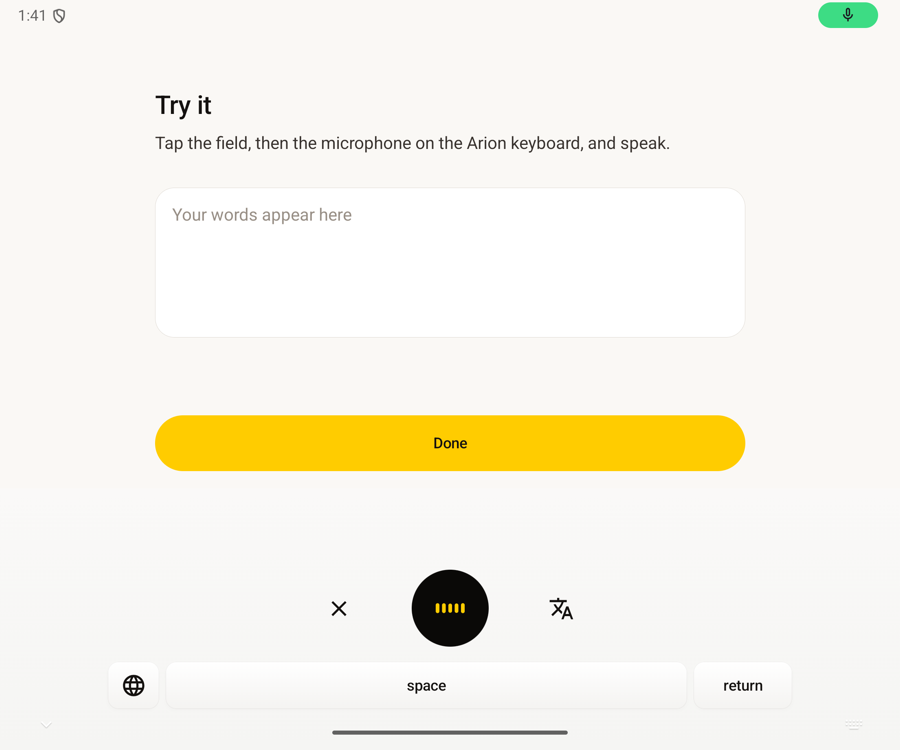 1:41
Try it
Tap the field, then the microphone on the Arion keyboard, and speak.
Your words appear here
Done
space
return